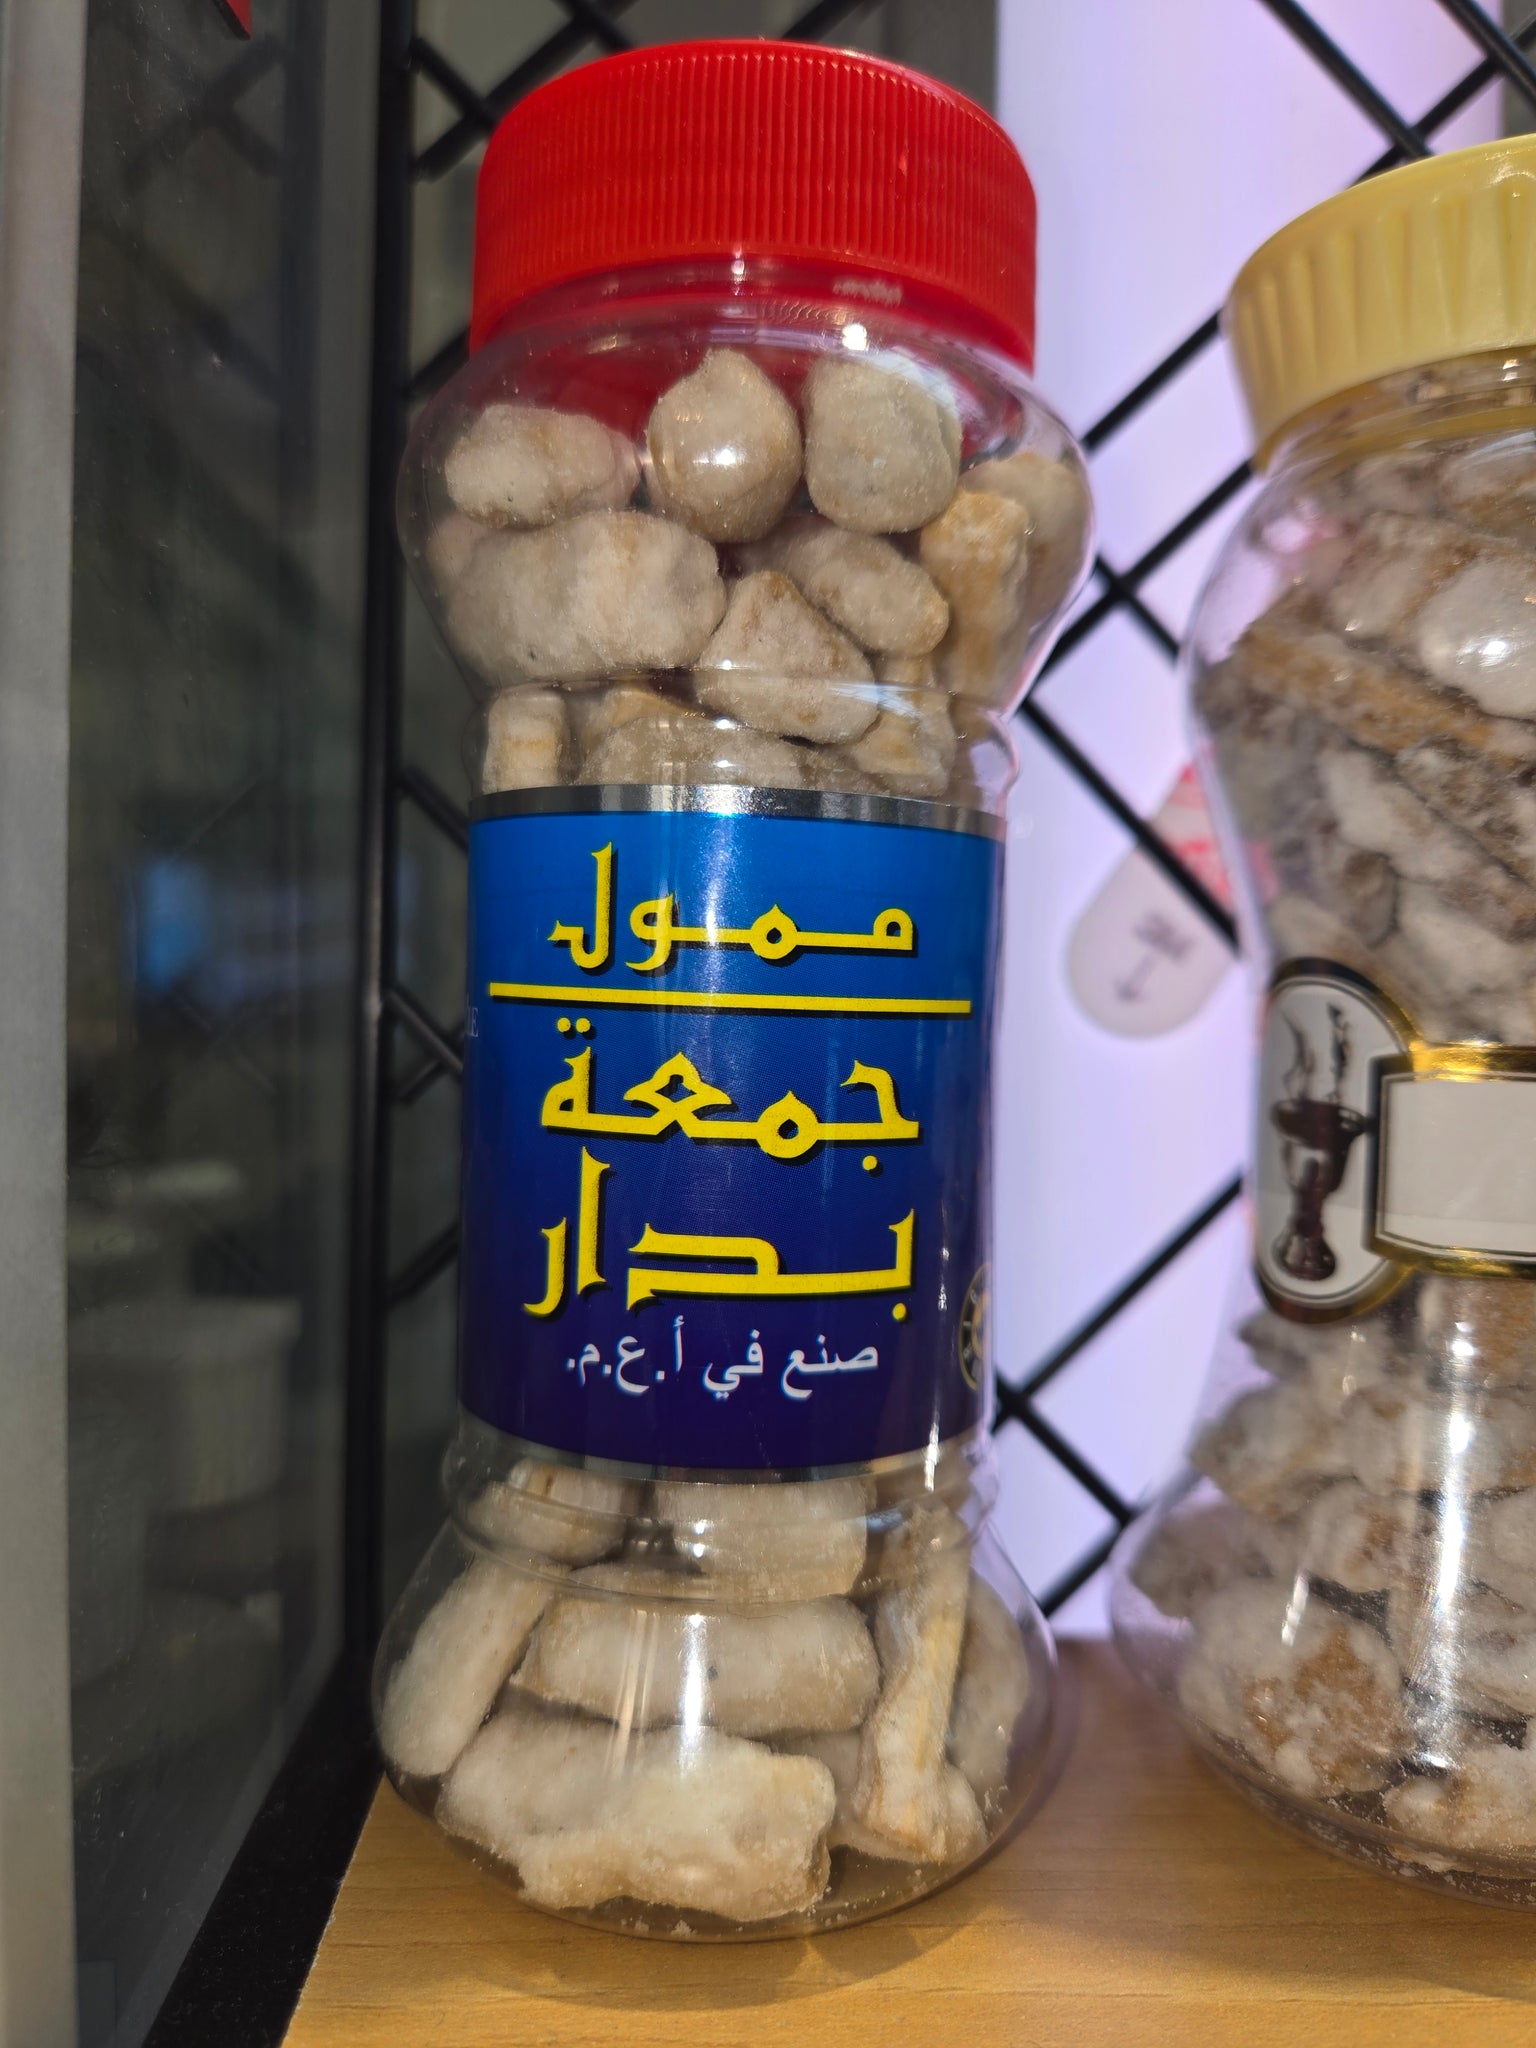 ممول
جمعة
بدار
صنع في أ.ع.م.